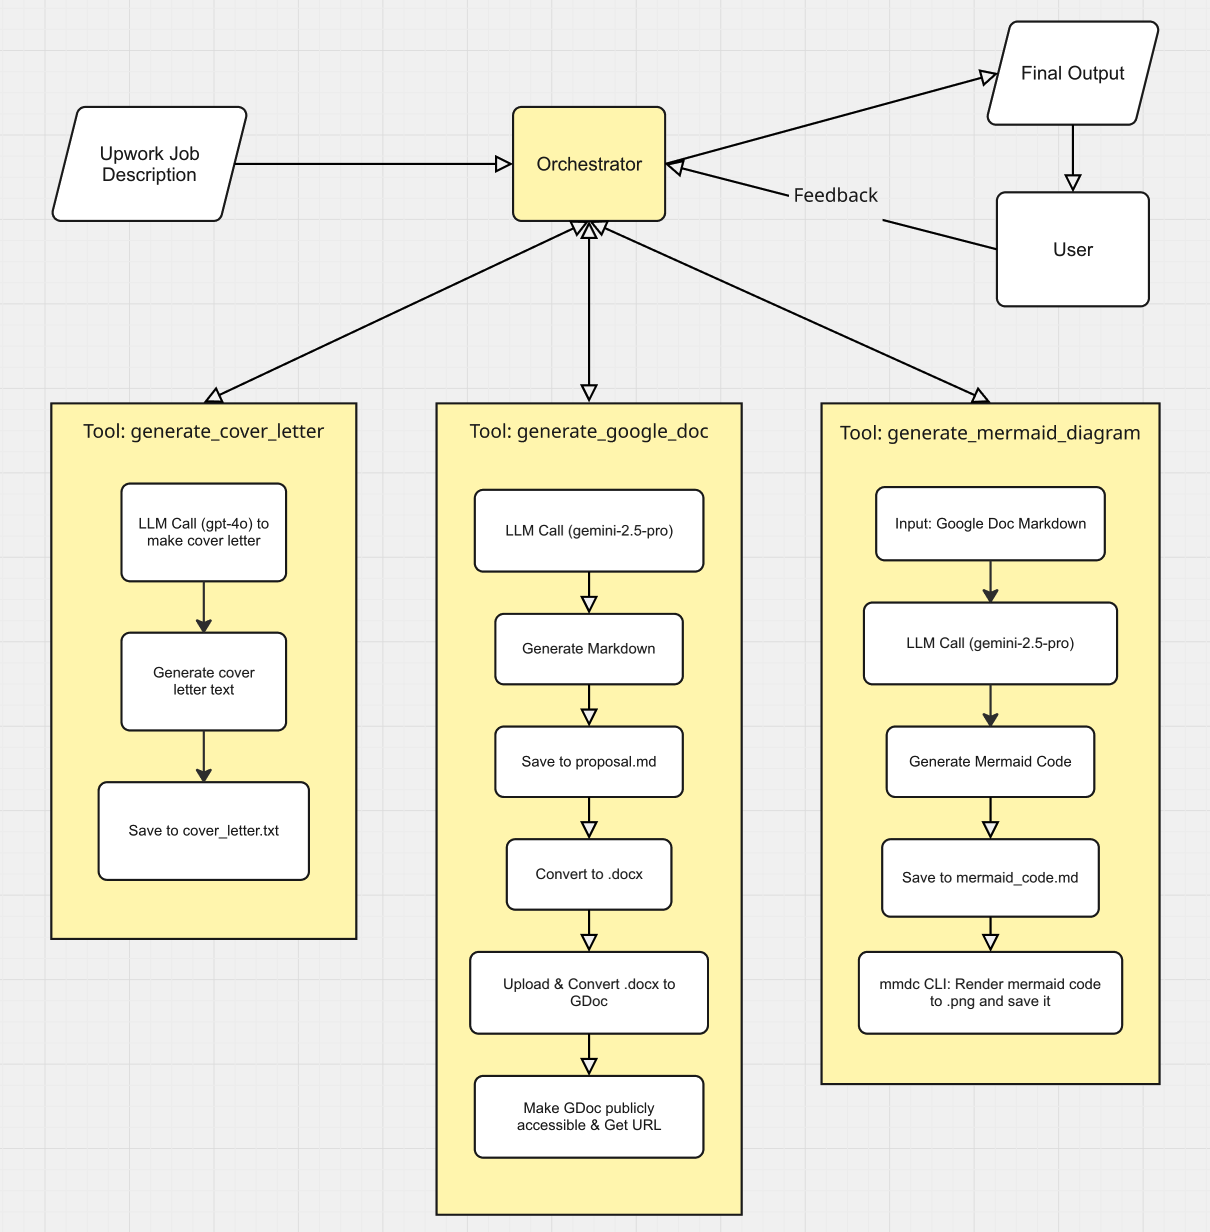 Final Output
Upwork Job
Description
Orchestrator
Feedback
User
Tool: generate_cover_letter
LLM Call (gpt-4o) to
make cover letter
Generate cover
letter text
Save to cover_letter.txt
Tool: generate_google_doc
LLM Call (gemini-2.5-pro)
Generate Markdown
Save to proposal.md
Convert to .docx
Upload & Convert .docx to
GDoc
Make GDoc publicly
accessible & Get URL
Tool: generate_mermaid_diagram
Input: Google Doc Markdown
LLM Call (gemini-2.5-pro)
Generate Mermaid Code
Save to mermaid_code.md
mmdc CLI: Render mermaid code
to .png and save it